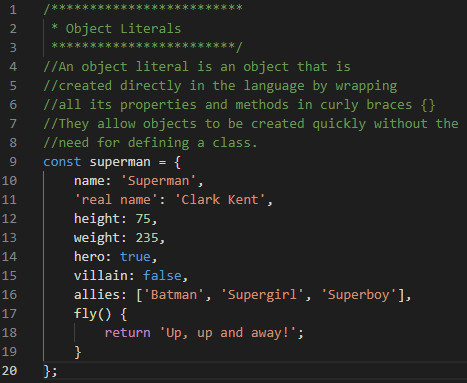 1 /*************************
2  * Object Literals
3  ************************/
4 //An object literal is an object that is
5 //created directly in the language by wrapping
6 //all its properties and methods in curly braces {}
7 //They allow objects to be created quickly without the
8 //need for defining a class.
9 const superman = {
10     name: 'Superman',
11     'real name': 'Clark Kent',
12     height: 75,
13     weight: 235,
14     hero: true,
15     villain: false,
16     allies: ['Batman', 'Supergirl', 'Superboy'],
17     fly() {
18         return 'Up, up and away!';
19     }
20 };